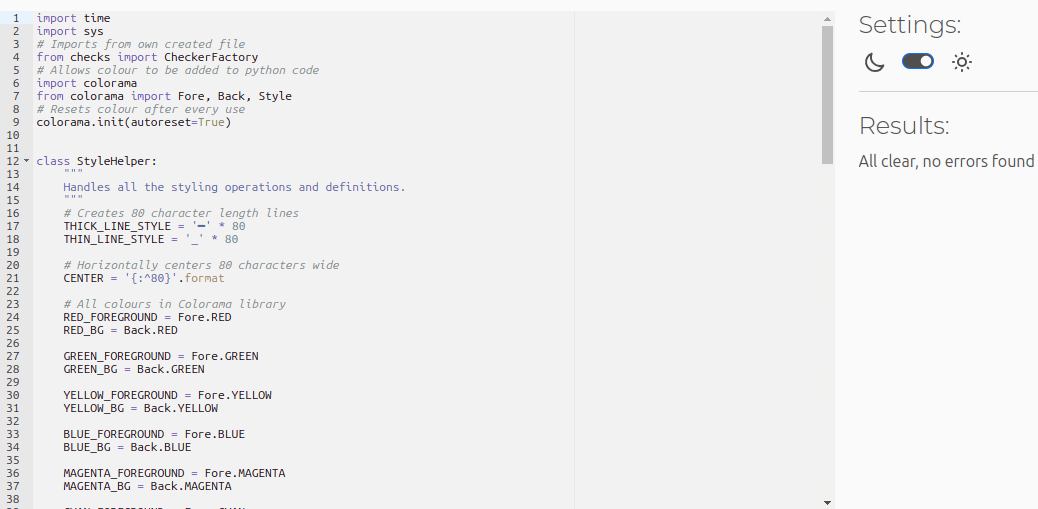 1 import time
2 import sys
3 # Imports from own created file
4 from checks import CheckerFactory
5 # Allows colour to be added to python code
6 import colorama
7 from colorama import Fore, Back, Style
8 # Resets colour after every use
9 colorama.init(autoreset=True)
10
11
12 class StyleHelper:
13     """
14     Handles all the styling operations and definitions.
15     """
16     # Creates 80 character length lines
17     THICK_LINE_STYLE = '━' * 80
18     THIN_LINE_STYLE = '_' * 80
19
20     # Horizontally centers 80 characters wide
21     CENTER = '{:^80}'.format
22
23     # All colours in Colorama library
24     RED_FOREGROUND = Fore.RED
25     RED_BG = Back.RED
26
27     GREEN_FOREGROUND = Fore.GREEN
28     GREEN_BG = Back.GREEN
29
30     YELLOW_FOREGROUND = Fore.YELLOW
31     YELLOW_BG = Back.YELLOW
32
33     BLUE_FOREGROUND = Fore.BLUE
34     BLUE_BG = Back.BLUE
35
36     MAGENTA_FOREGROUND = Fore.MAGENTA
37     MAGENTA_BG = Back.MAGENTA
38
Settings:
Results:
All clear, no errors found